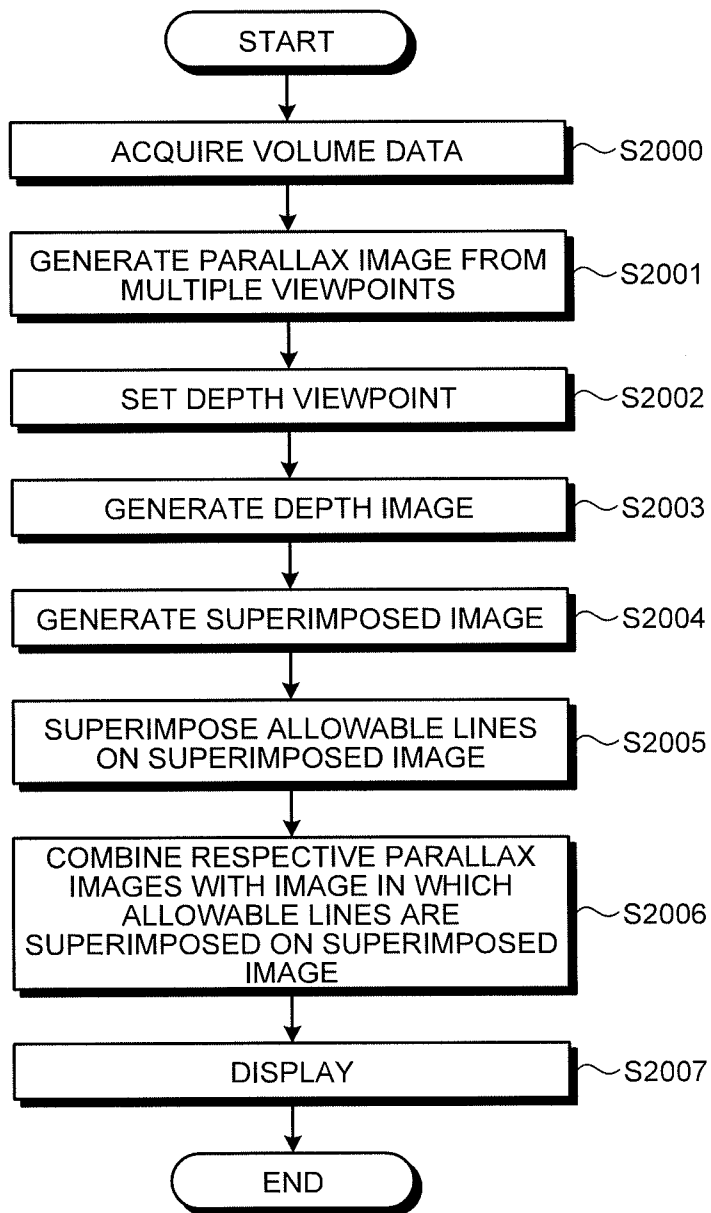 START
ACQUIRE VOLUME DATA
S2000
GENERATE PARALLAX IMAGE FROM
MULTIPLE VIEWPOINTS
S2001
SET DEPTH VIEWPOINT
S2002
GENERATE DEPTH IMAGE
S2003
GENERATE SUPERIMPOSED IMAGE
S2004
SUPERIMPOSE ALLOWABLE LINES
ON SUPERIMPOSED IMAGE
S2005
COMBINE RESPECTIVE PARALLAX
IMAGES WITH IMAGE IN WHICH
ALLOWABLE LINES ARE
SUPERIMPOSED ON SUPERIMPOSED
IMAGE
S2006
DISPLAY
S2007
END